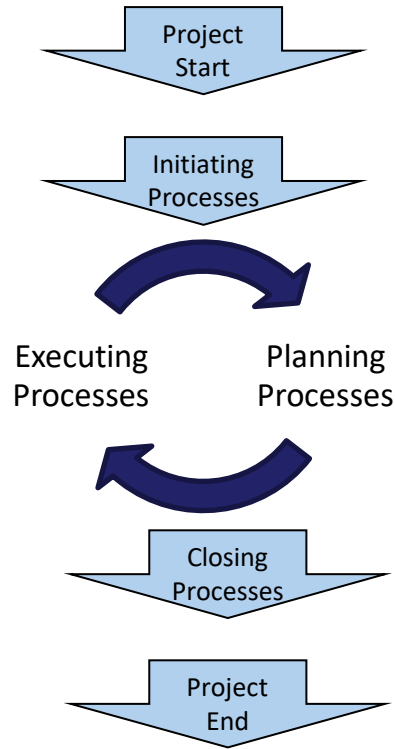 Project
Start
Initiating
Processes
Executing
Processes
Planning
Processes
Closing
Processes
Project
End